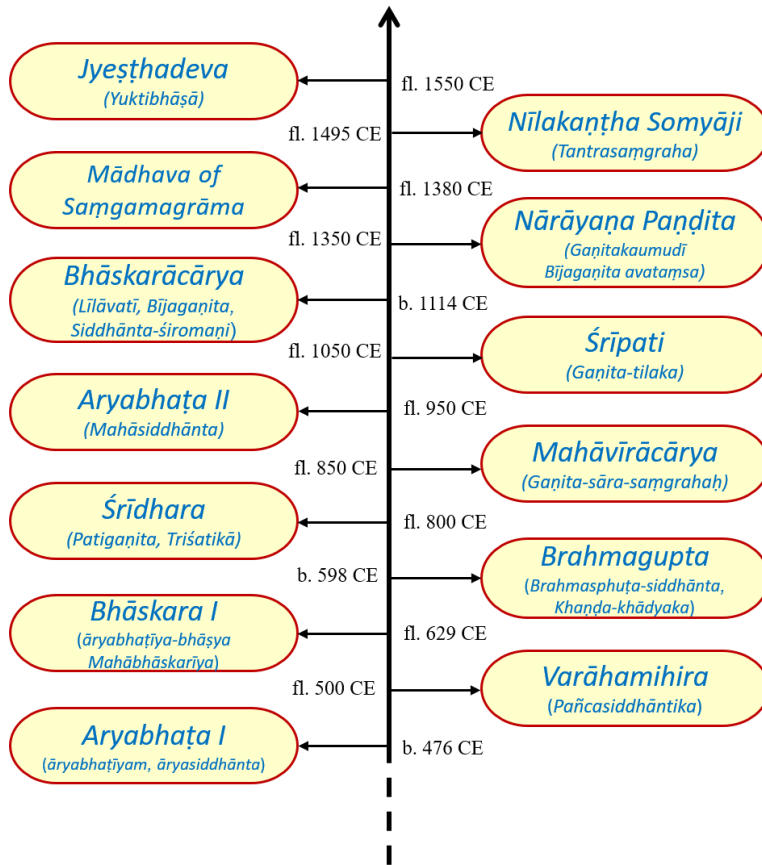 Jyeṣṭhadeva
(Yuktibhāṣā)
fl. 1550 CE
fl. 1495 CE
Nīlakaṇṭha Somyāji
(Tantrasaṃgraha)
Mādhava of
Saṃgamagrāma
fl. 1380 CE
fl. 1350 CE
Nārāyaṇa Paṇḍita
(Gaṇitakaumudī
Bījagaṇita avataṃsa)
Bhāskarācārya
(Līlāvatī, Bījagaṇita,
Siddhānta-śiromaṇi)
b. 1114 CE
fl. 1050 CE
Śrīpati
(Gaṇita-tilaka)
Aryabhaṭa II
(Mahāsiddhānta)
fl. 950 CE
fl. 850 CE
Mahāvīrācārya
(Gaṇita-sāra-saṃgrahaḥ)
Śrīdhara
(Patigaṇita, Triśatikā)
fl. 800 CE
b. 598 CE
Brahmagupta
(Brahmasphuṭa-siddhānta,
Khaṇḍa-khādyaka)
Bhāskara I
(āryabhaṭīya-bhāṣya
Mahābhāskarīya)
fl. 629 CE
fl. 500 CE
Varāhamihira
(Pañcasiddhāntika)
Aryabhaṭa I
(āryabhaṭīyam, āryasiddhānta)
b. 476 CE